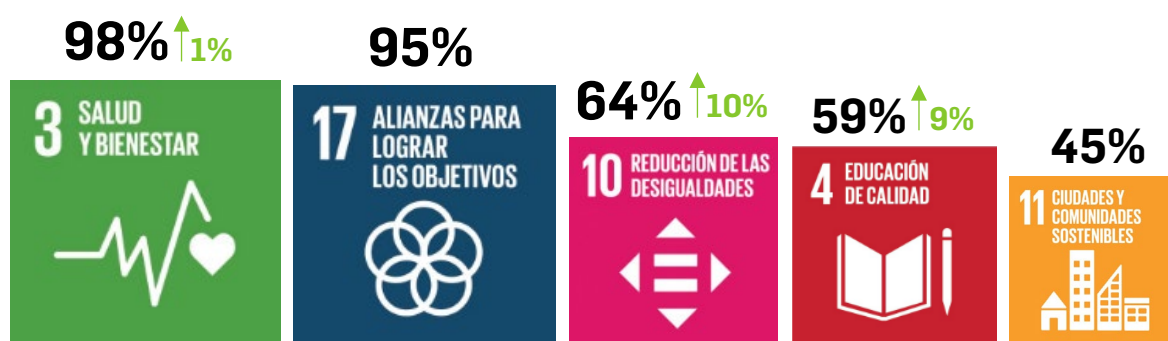 98% 1%
3 SALUD
Y BIENESTAR
95%
17 ALIANZAS PARA
LOGRAR
LOS OBJETIVOS
64% 10%
10 REDUCCIÓN DE LAS
DESIGUALDADES
59% 9%
4 EDUCACIÓN
DE CALIDAD
45%
11 CIUDADES Y
COMUNIDADES
SOSTENIBLES